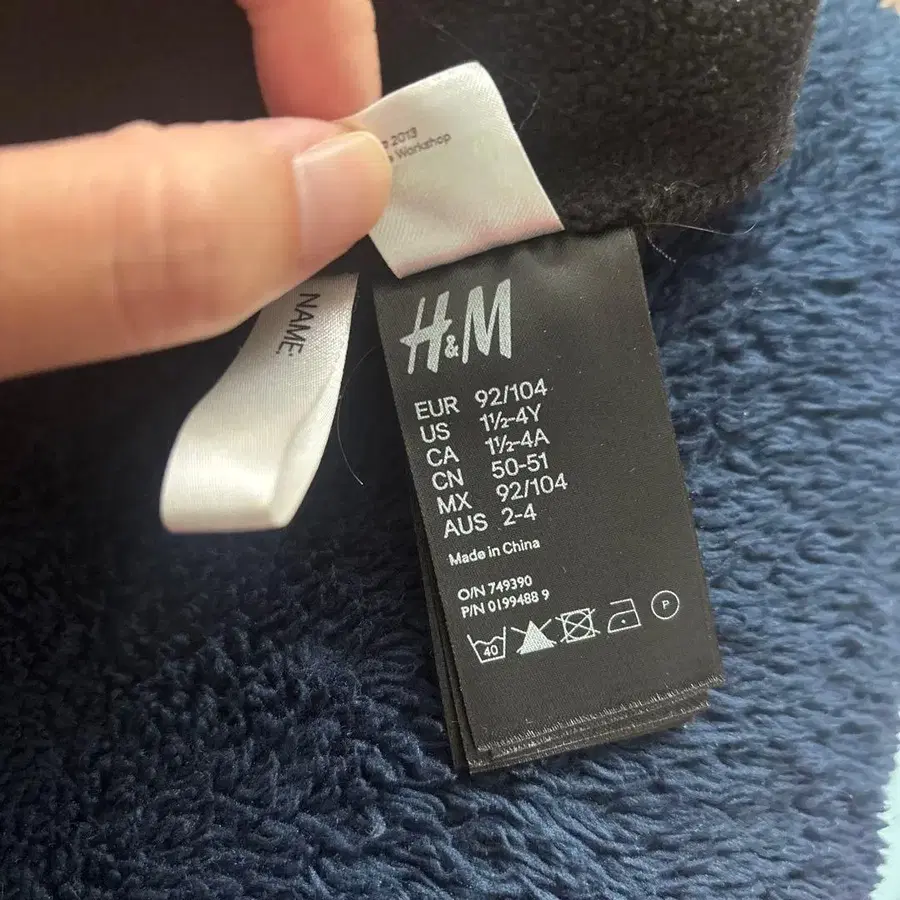 2013
Workshop
NAME:
H&M
EUR 92/104
US 1½-4Y
CA 1½-4A
CN 50-51
MX 92/104
AUS 2-4
Made in China
O/N 749390
P/N 0199488 9
40
P